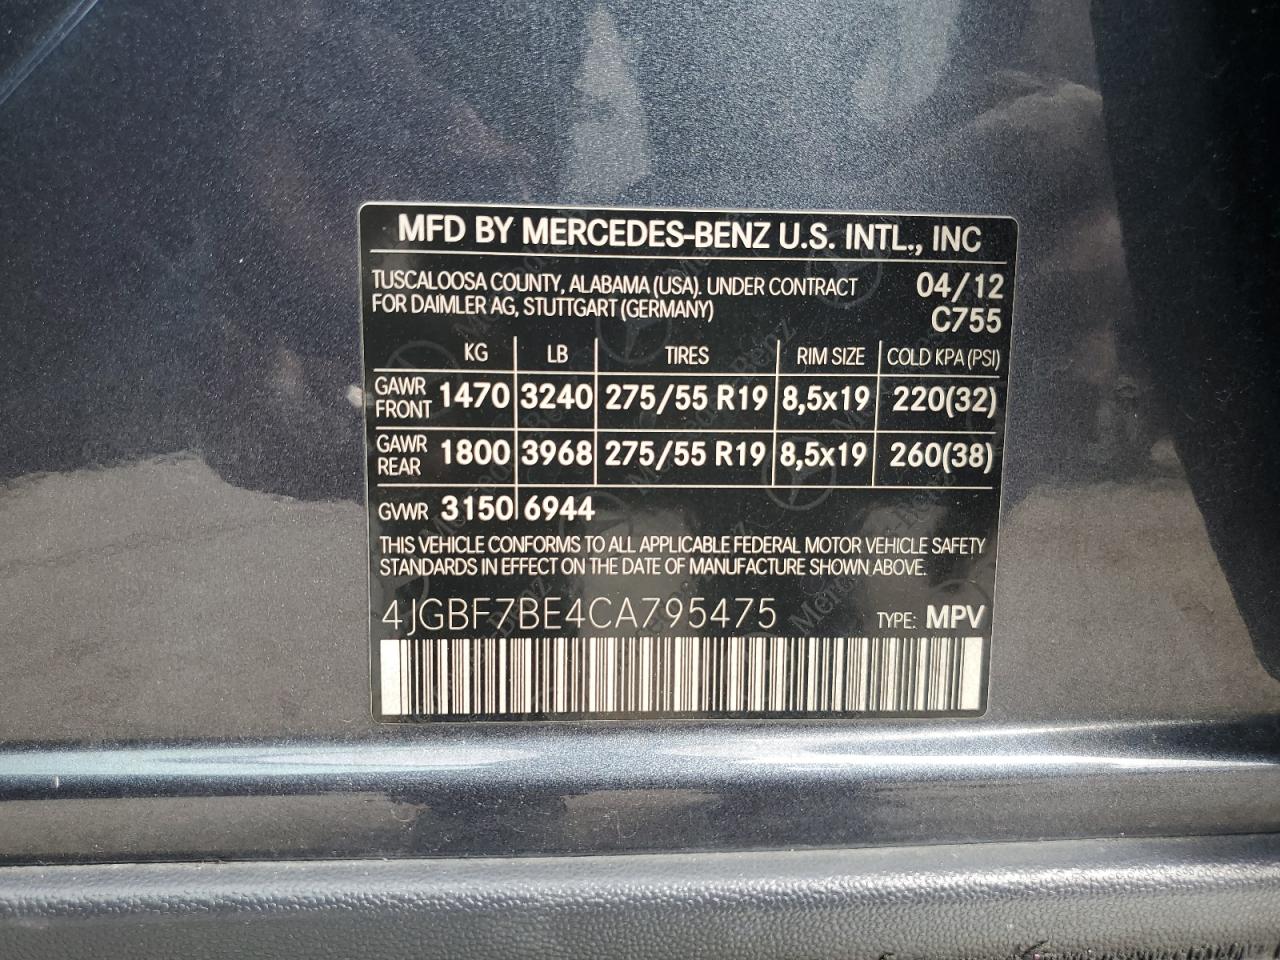 MFD BY MERCEDES-BENZ U.S. INTL., INC
TUSCALOOSA COUNTY, ALABAMA (USA). UNDER CONTRACT 04/12
FOR DAIMLER AG, STUTTGART (GERMANY) C755
KG LB TIRES RIM SIZE COLD KPA (PSI)
GAWR FRONT 1470 3240 275/55 R19 8,5x19 220(32)
GAWR REAR 1800 3968 275/55 R19 8,5x19 260(38)
GVWR 3150 6944
THIS VEHICLE CONFORMS TO ALL APPLICABLE FEDERAL MOTOR VEHICLE SAFETY
STANDARDS IN EFFECT ON THE DATE OF MANUFACTURE SHOWN ABOVE.
4JGBF7BE4CA795475 TYPE: MPV